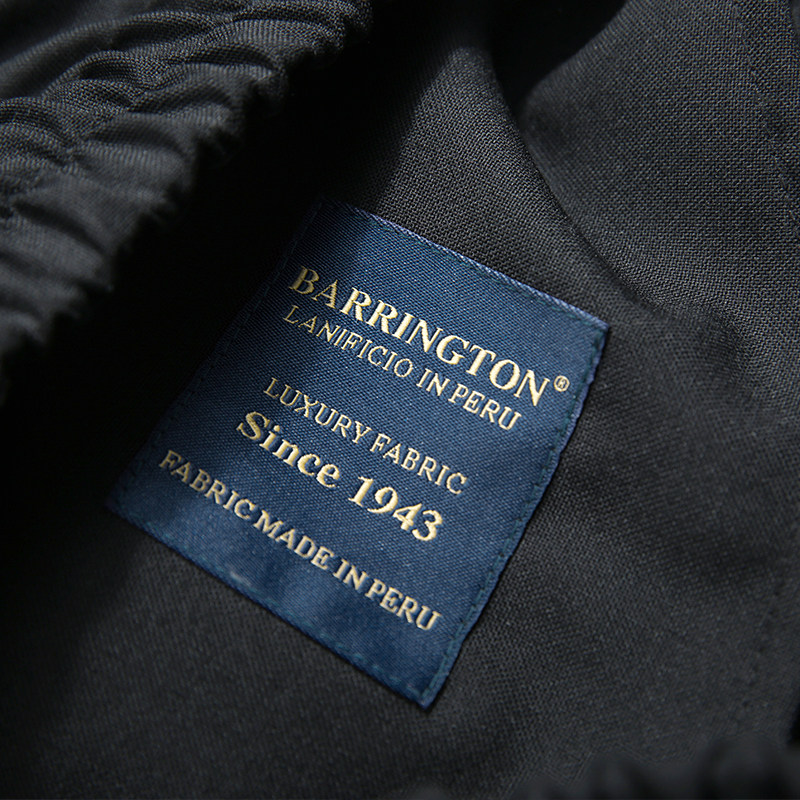 BARRINGTON®
LANIFICIO IN PERU
LUXURY FABRIC
Since 1943
FABRIC MADE IN PERU